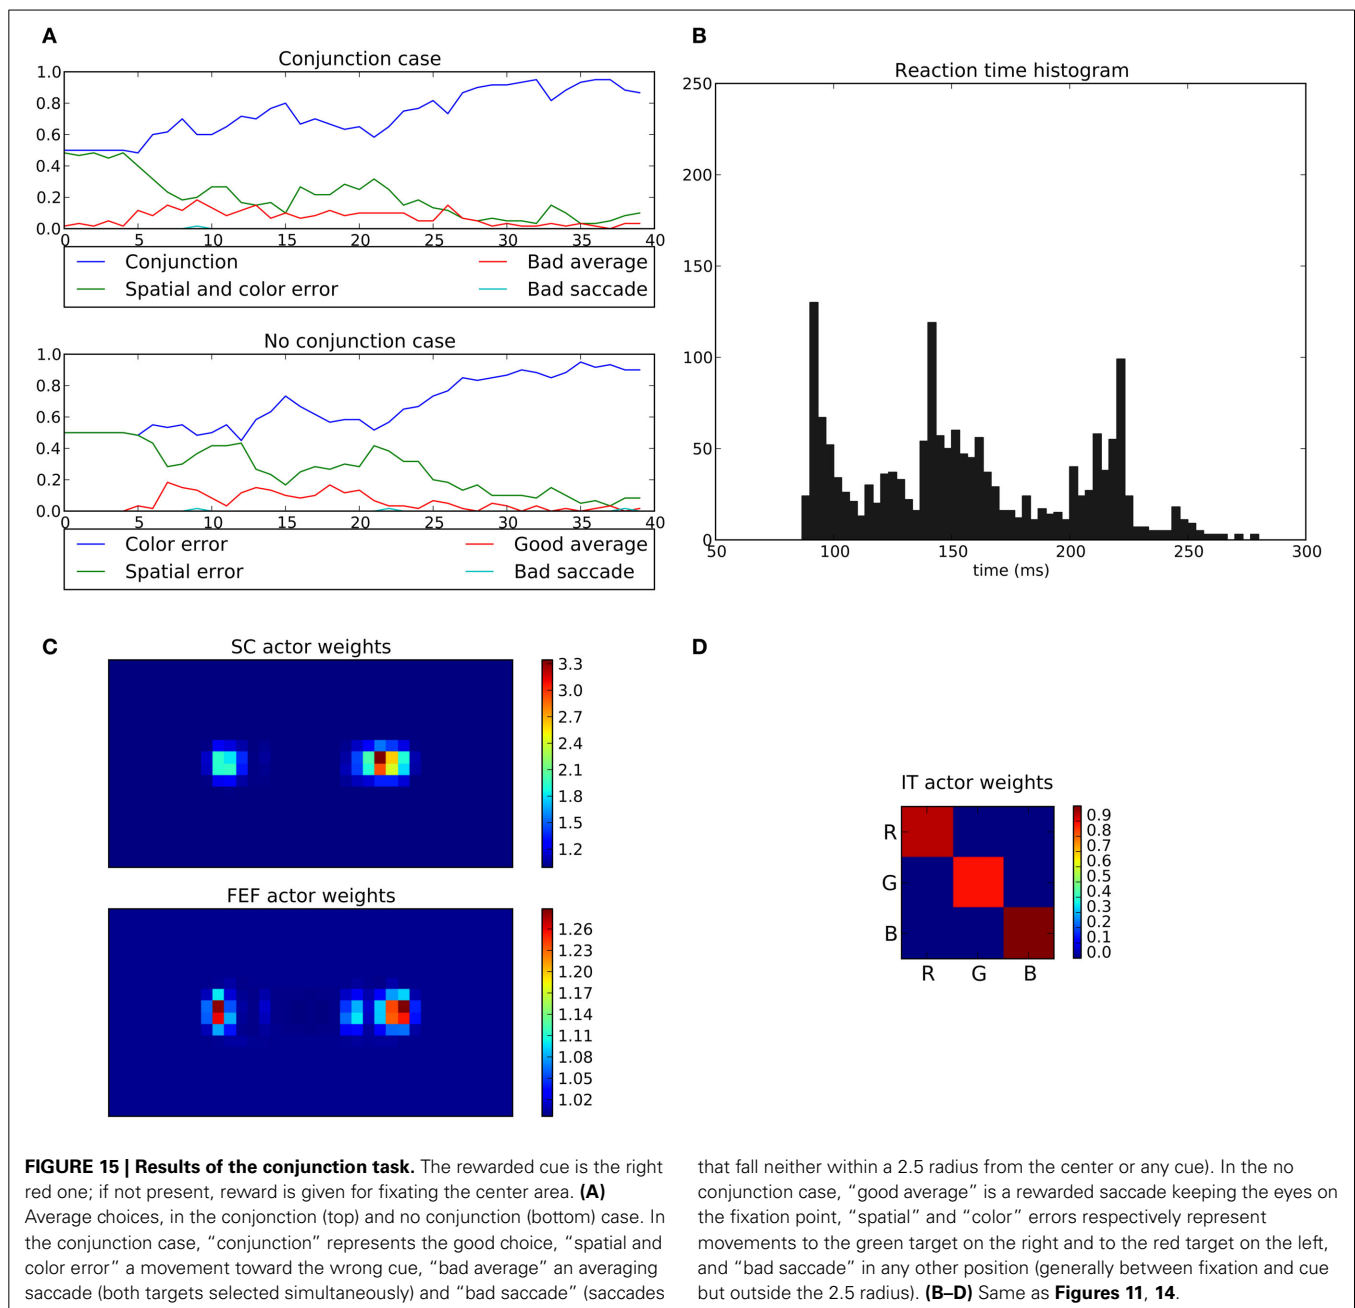 A
Conjunction case
1.0
0.8
0.6
0.4
0.2
0.0
0 5 10 15 20 25 30 35 40
Conjunction
Spatial and color error
Bad average
Bad saccade
No conjunction case
1.0
0.8
0.6
0.4
0.2
0.0
0 5 10 15 20 25 30 35 40
Color error
Spatial error
Good average
Bad saccade
B
Reaction time histogram
250
200
150
100
50
0
50 100 150 200 250 300
time (ms)
C
SC actor weights
3.3
3.0
2.7
2.4
2.1
1.8
1.5
1.2
FEF actor weights
1.26
1.23
1.20
1.17
1.14
1.11
1.08
1.05
1.02
D
IT actor weights
R
G
B
R G B
0.9
0.8
0.7
0.6
0.5
0.4
0.3
0.2
0.1
0.0
FIGURE 15 | Results of the conjunction task. The rewarded cue is the right
red one; if not present, reward is given for fixating the center area. (A)
Average choices, in the conjonction (top) and no conjunction (bottom) case. In
the conjunction case, “conjunction” represents the good choice, “spatial and
color error” a movement toward the wrong cue, “bad average” an averaging
saccade (both targets selected simultaneously) and “bad saccade” (saccades
that fall neither within a 2.5 radius from the center or any cue). In the no
conjunction case, “good average” is a rewarded saccade keeping the eyes on
the fixation point, “spatial” and “color” errors respectively represent
movements to the green target on the right and to the red target on the left,
and “bad saccade” in any other position (generally between fixation and cue
but outside the 2.5 radius). (B–D) Same as Figures 11, 14.